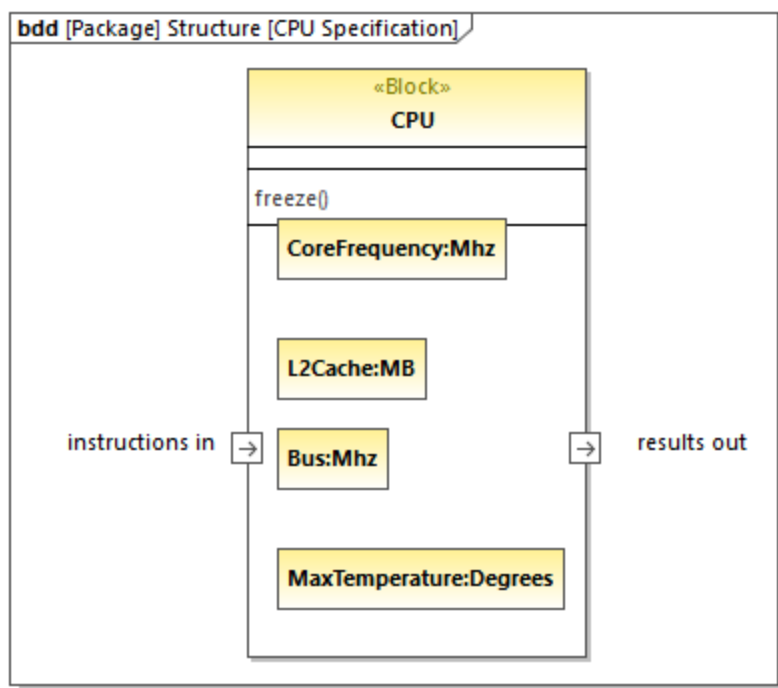 bdd [Package] Structure [CPU Specification]
«Block»
CPU
freeze()
CoreFrequency:Mhz
L2Cache:MB
instructions in
Bus:Mhz
results out
MaxTemperature:Degrees